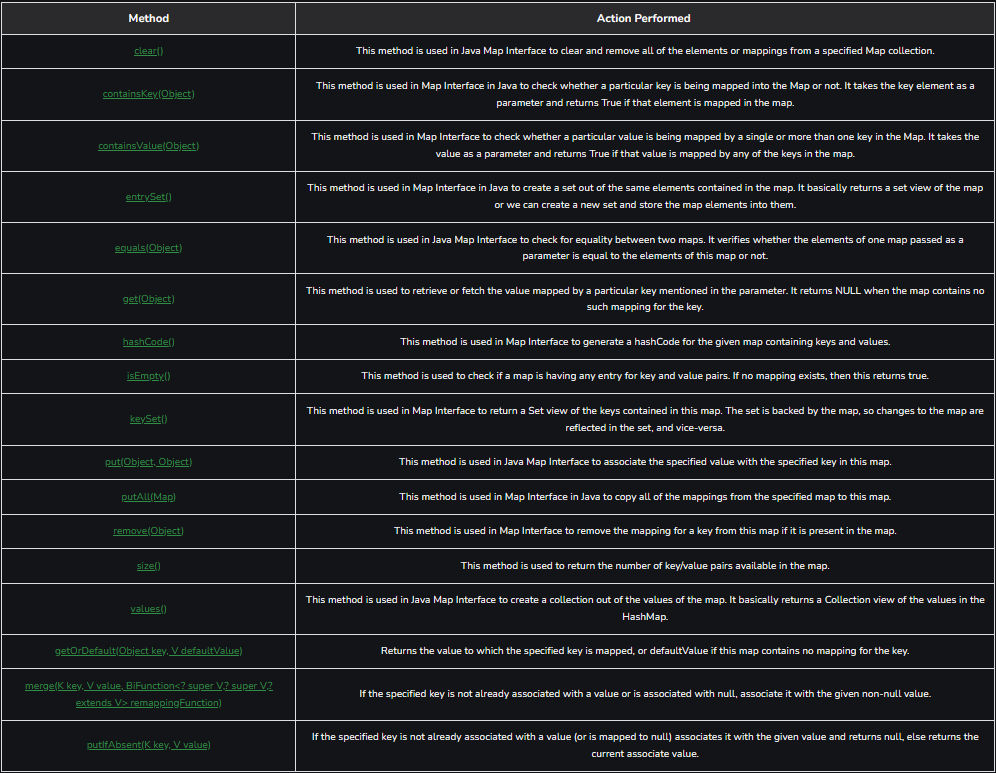 Method
Action Performed
clear()
This method is used in Java Map Interface to clear and remove all of the elements or mappings from a specified Map collection.
containsKey(Object)
This method is used in Map Interface in Java to check whether a particular key is being mapped into the Map or not. It takes the key element as a
parameter and returns True if that element is mapped in the map.
containsValue(Object)
This method is used in Map Interface to check whether a particular value is being mapped by a single or more than one key in the Map. It takes the
value as a parameter and returns True if that value is mapped by any of the keys in the map.
entrySet()
This method is used in Map Interface in Java to create a set out of the same elements contained in the map. It basically returns a set view of the map
or we can create a new set and store the map elements into them.
equals(Object)
This method is used in Java Map Interface to check for equality between two maps. It verifies whether the elements of one map passed as a
parameter is equal to the elements of this map or not.
get(Object)
This method is used to retrieve or fetch the value mapped by a particular key mentioned in the parameter. It returns NULL when the map contains no
such mapping for the key.
hashCode()
This method is used in Map Interface to generate a hashCode for the given map containing keys and values.
isEmpty()
This method is used to check if a map is having any entry for key and value pairs. If no mapping exists, then this returns true.
keySet()
This method is used in Map Interface to return a Set view of the keys contained in this map. The set is backed by the map, so changes to the map are
reflected in the set, and vice-versa.
put(Object, Object)
This method is used in Java Map Interface to associate the specified value with the specified key in this map.
putAll(Map)
This method is used in Map Interface in Java to copy all of the mappings from the specified map to this map.
remove(Object)
This method is used in Map Interface to remove the mapping for a key from this map if it is present in the map.
size()
This method is used to return the number of key/value pairs available in the map.
values()
This method is used in Java Map Interface to create a collection out of the values of the map. It basically returns a Collection view of the values in the
HashMap.
getOrDefault(Object key, V defaultValue)
Returns the value to which the specified key is mapped, or defaultValue if this map contains no mapping for the key.
merge(K key, V value, BiFunction<? super V,? super V,?
extends V> remappingFunction)
If the specified key is not already associated with a value or is associated with null, associate it with the given non-null value.
putIfAbsent(K key, V value)
If the specified key is not already associated with a value (or is mapped to null) associates it with the given value and returns null, else returns the
current associate value.